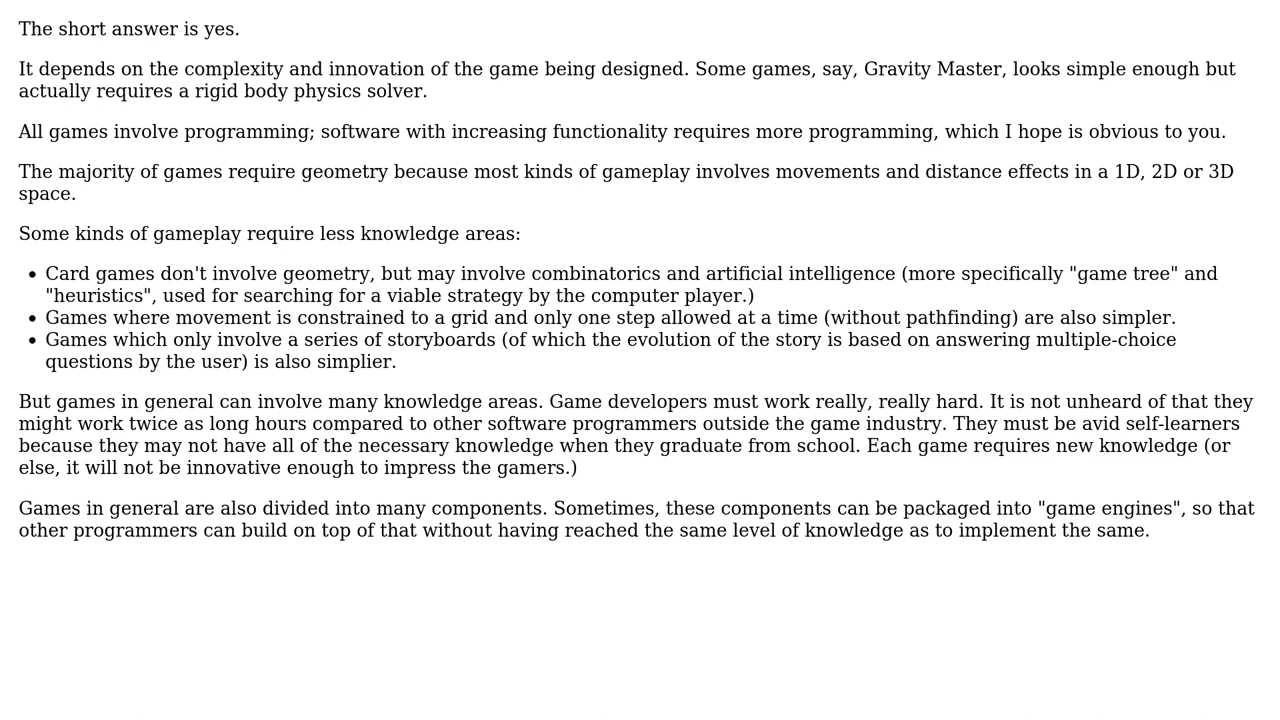 The short answer is yes.
It depends on the complexity and innovation of the game being designed. Some games, say, Gravity Master, looks simple enough but
actually requires a rigid body physics solver.
All games involve programming; software with increasing functionality requires more programming, which I hope is obvious to you.
The majority of games require geometry because most kinds of gameplay involves movements and distance effects in a 1D, 2D or 3D
space.
Some kinds of gameplay require less knowledge areas:
• Card games don't involve geometry, but may involve combinatorics and artificial intelligence (more specifically "game tree" and
"heuristics", used for searching for a viable strategy by the computer player.)
• Games where movement is constrained to a grid and only one step allowed at a time (without pathfinding) are also simpler.
• Games which only involve a series of storyboards (of which the evolution of the story is based on answering multiple-choice
questions by the user) is also simplier.
But games in general can involve many knowledge areas. Game developers must work really, really hard. It is not unheard of that they
might work twice as long hours compared to other software programmers outside the game industry. They must be avid self-learners
because they may not have all of the necessary knowledge when they graduate from school. Each game requires new knowledge (or
else, it will not be innovative enough to impress the gamers.)
Games in general are also divided into many components. Sometimes, these components can be packaged into "game engines", so that
other programmers can build on top of that without having reached the same level of knowledge as to implement the same.